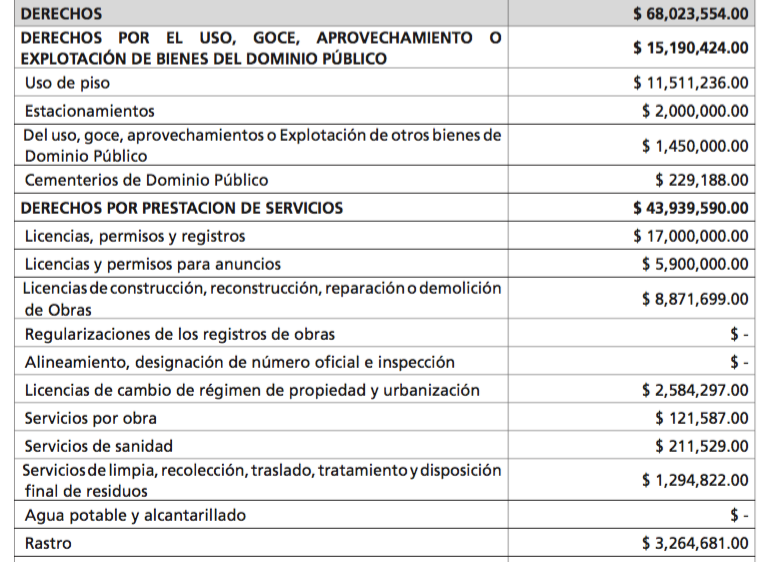 DERECHOS $ 68,023,554.00
DERECHOS POR EL USO, GOCE, APROVECHAMIENTO O
EXPLOTACIÓN DE BIENES DEL DOMINIO PÚBLICO $ 15,190,424.00
Uso de piso $ 11,511,236.00
Estacionamientos $ 2,000,000.00
Del uso, goce, aprovechamientos o Explotación de otros bienes de
Dominio Público $ 1,450,000.00
Cementerios de Dominio Público $ 229,188.00
DERECHOS POR PRESTACION DE SERVICIOS $ 43,939,590.00
Licencias, permisos y registros $ 17,000,000.00
Licencias y permisos para anuncios $ 5,900,000.00
Licencias de construcción, reconstrucción, reparación o demolición
de Obras $ 8,871,699.00
Regularizaciones de los registros de obras $ -
Alineamiento, designación de número oficial e inspección $ -
Licencias de cambio de régimen de propiedad y urbanización $ 2,584,297.00
Servicios por obra $ 121,587.00
Servicios de sanidad $ 211,529.00
Servicios de limpia, recolección, traslado, tratamiento y disposición
final de residuos $ 1,294,822.00
Agua potable y alcantarillado $ -
Rastro $ 3,264,681.00